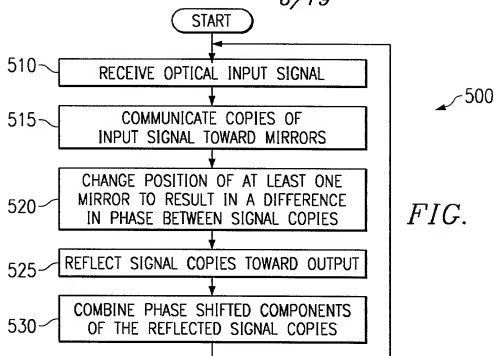 START
510
RECEIVE OPTICAL INPUT SIGNAL
500
515
COMMUNICATE COPIES OF
INPUT SIGNAL TOWARD MIRRORS
520
CHANGE POSITION OF AT LEAST ONE
MIRROR TO RESULT IN A DIFFERENCE
IN PHASE BETWEEN SIGNAL COPIES
FIG.
525
REFLECT SIGNAL COPIES TOWARD OUTPUT
530
COMBINE PHASE SHIFTED COMPONENTS
OF THE REFLECTED SIGNAL COPIES